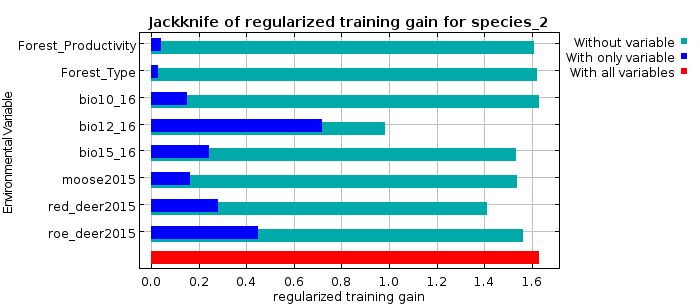 Jackknife of regularized training gain for species_2
Without variable
With only variable
With all variables
Environmental Variable
Forest_Productivity
Forest_Type
bio10_16
bio12_16
bio15_16
moose2015
red_deer2015
roe_deer2015
0.0 0.2 0.4 0.6 0.8 1.0 1.2 1.4 1.6
regularized training gain